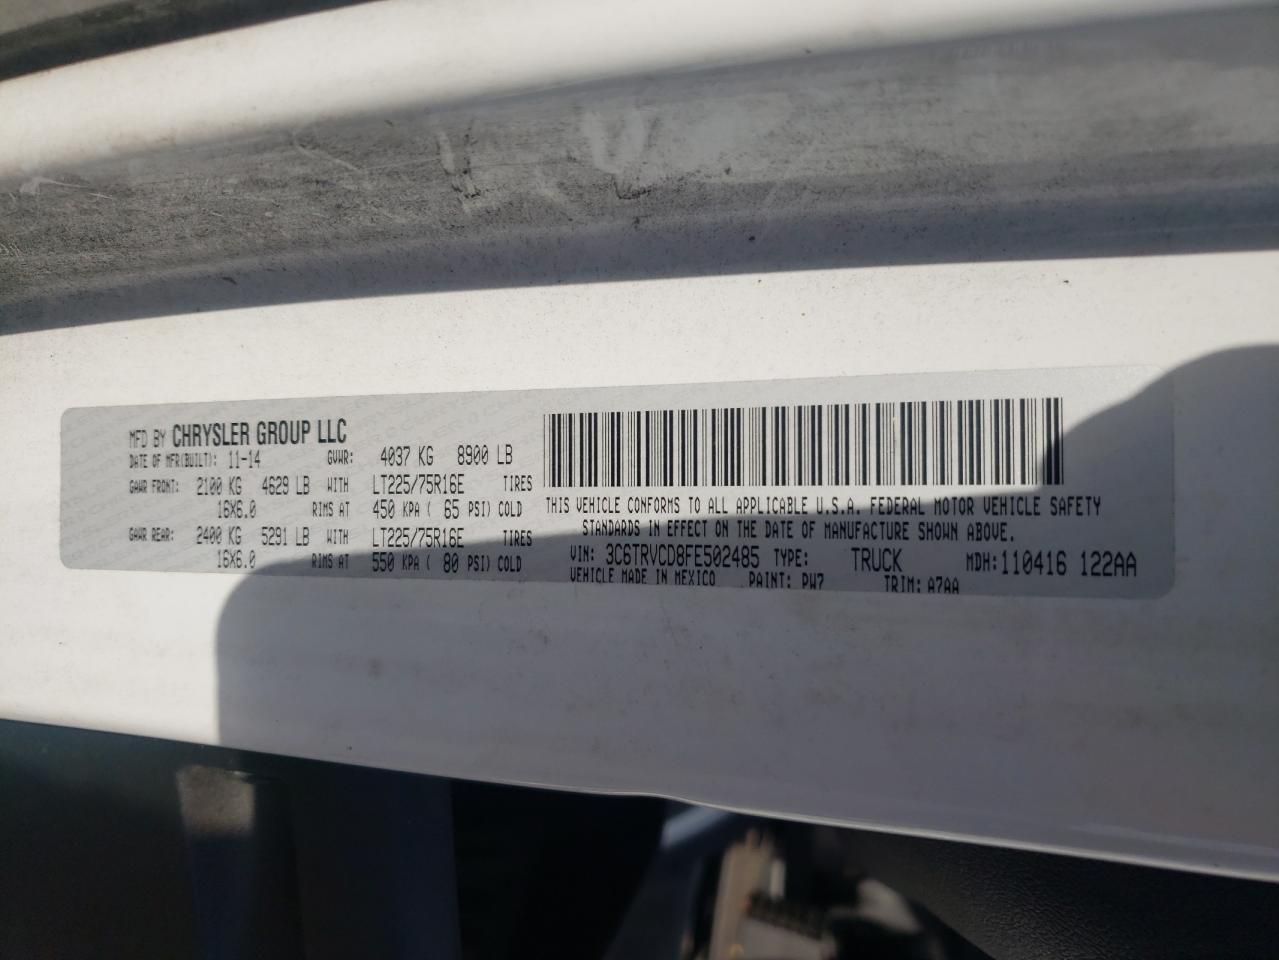 MFD BY CHRYSLER GROUP LLC
DATE OF MFR(BUILT): 11-14 GVWR: 4037 KG 8900 LB
GAWR FRONT: 2100 KG 4629 LB WITH LT225/75R16E TIRES
16X6.0 RIMS AT 450 KPA ( 65 PSI) COLD
GAWR REAR: 2400 KG 5291 LB WITH LT225/75R16E TIRES
16X6.0 RIMS AT 550 KPA ( 80 PSI) COLD
THIS VEHICLE CONFORMS TO ALL APPLICABLE U.S.A. FEDERAL MOTOR VEHICLE SAFETY
STANDARDS IN EFFECT ON THE DATE OF MANUFACTURE SHOWN ABOVE.
VIN: 3C6TRVCD8FE502485 TYPE: TRUCK MDH: 110416 122AA
VEHICLE MADE IN MEXICO PAINT: PW7 TRIM: A7AA